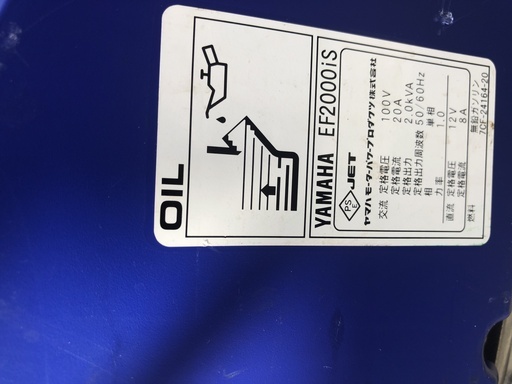 OIL
YAMAHA EF2000iS
PS
E
JET
ヤマハモーターパワープロダクツ株式会社
交流 定格電圧 100V
定格電流 20A
定格出力 2.0kVA
定格出力周波数 50/60Hz
相 単相
力率 1.0
直流 定格電圧 12V
定格電流 8A
燃料 無鉛ガソリン
7CF-24164-20